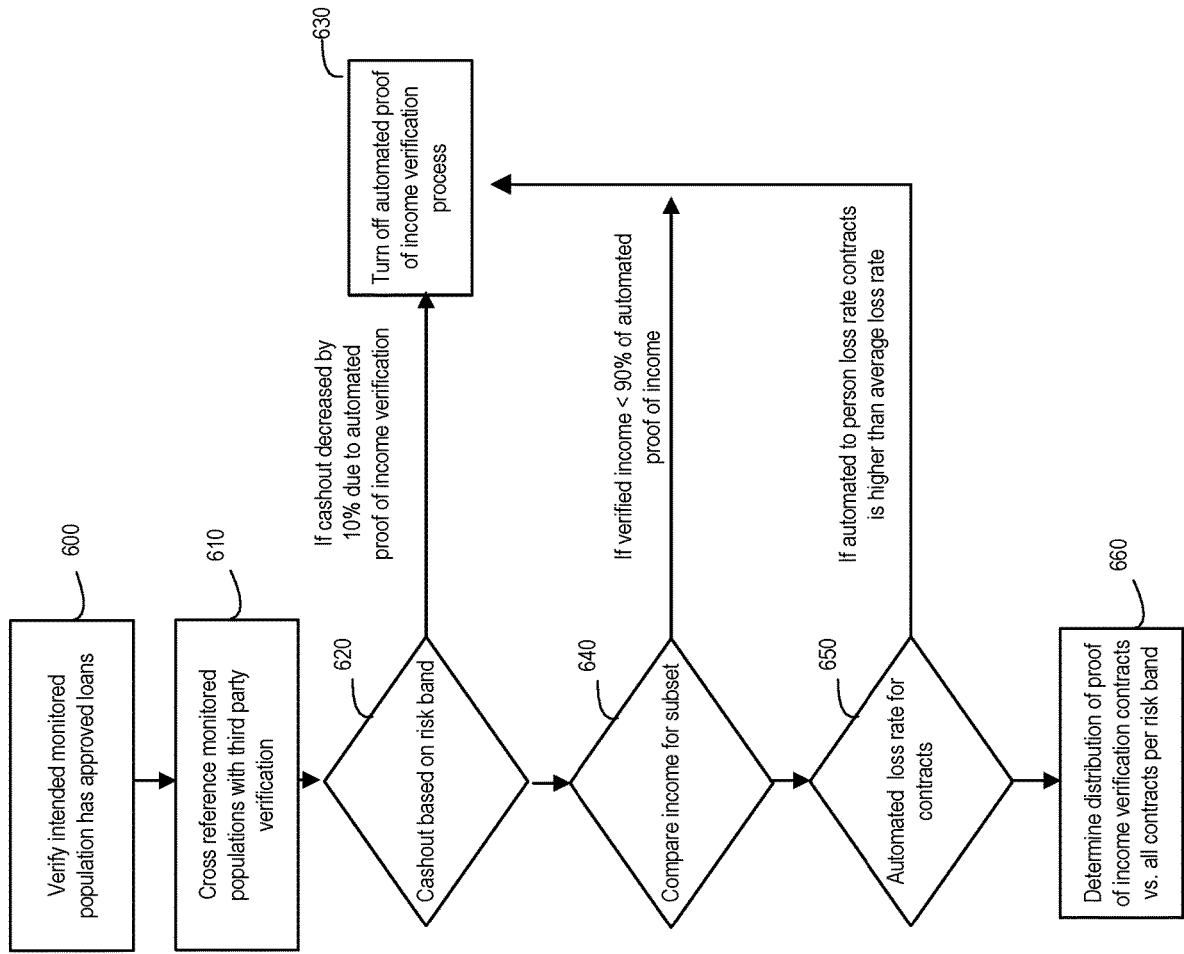 600
Verify intended monitored
population has approved loans
610
Cross reference monitored
populations with third party
verification
620
Cashout based on risk band
If cashout decreased by
10% due to automated
proof of income verification
630
Turn off automated proof
of income verification
process
640
Compare income for subset
If verified income < 90% of automated
proof of income
650
Automated loss rate for
contracts
If automated to person loss rate contracts
is higher than average loss rate
660
Determine distribution of proof
of income verification contracts
vs. all contracts per risk band